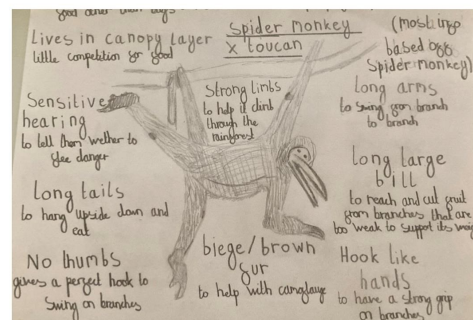 good other than
Spider monkey
x toucan
(mostly
based off
Spider monkey)
Lives in canopy layer
little competition for food
Sensitive
hearing
to tell them wether to
flee danger
Strong limbs
to help it climb
through the
rainforest
Long arms
to swing from branch
to branch
Long tails
to hang upside down and
eat
Long large
bill
to reach and cut fruit
from branches that are
too weak to support its
No thumbs
gives a perfect hook to
swing on branches
biege/brown
fur
to help with camoflauge
Hook like
hands
to have a strong grip
on branches